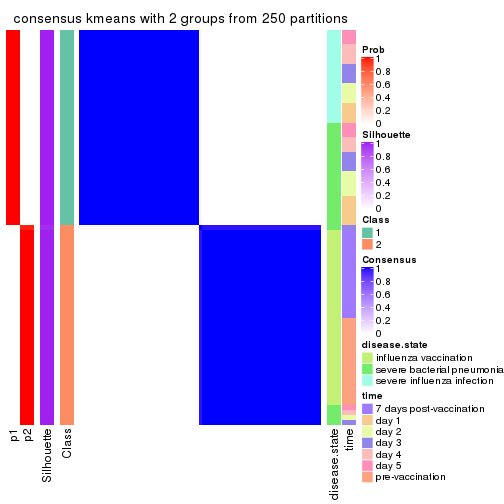 consensus kmeans with 2 groups from 250 partitions
Prob
1
0.8
0.6
0.4
0.2
0
Silhouette
1
0.8
0.6
0.4
0.2
0
Class
1
2
Consensus
1
0.8
0.6
0.4
0.2
0
disease.state
influenza vaccination
severe bacterial pneumonia
severe influenza infection
time
7 days post-vaccination
day 1
day 2
day 3
day 4
day 5
pre-vaccination
p1
p2
Silhouette
Class
disease.state
time